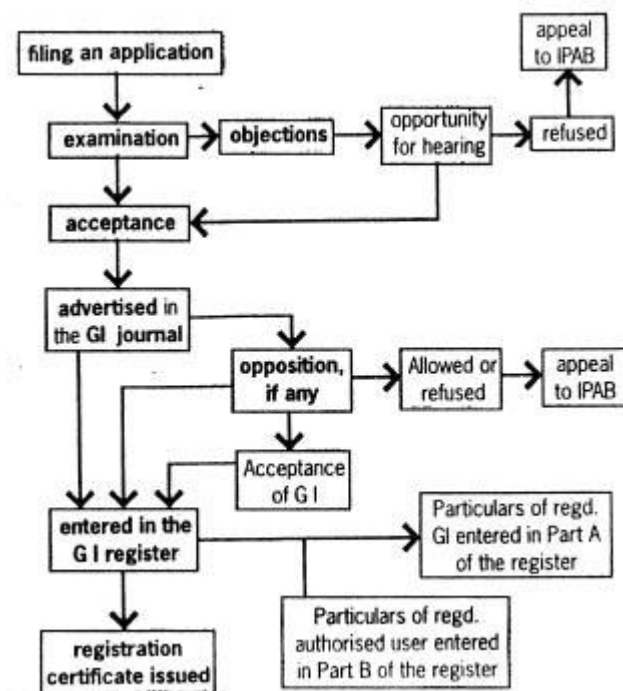 filing an application
appeal
to IPAB
examination
objections
opportunity
for hearing
refused
acceptance
advertised in
the GI journal
opposition,
if any
Allowed or
refused
appeal
to IPAB
Acceptance
of G I
entered in the
G I register
Particulars of regd.
GI entered in Part A
of the register
registration
certificate issued
Particulars of regd.
authorised user entered
in Part B of the register